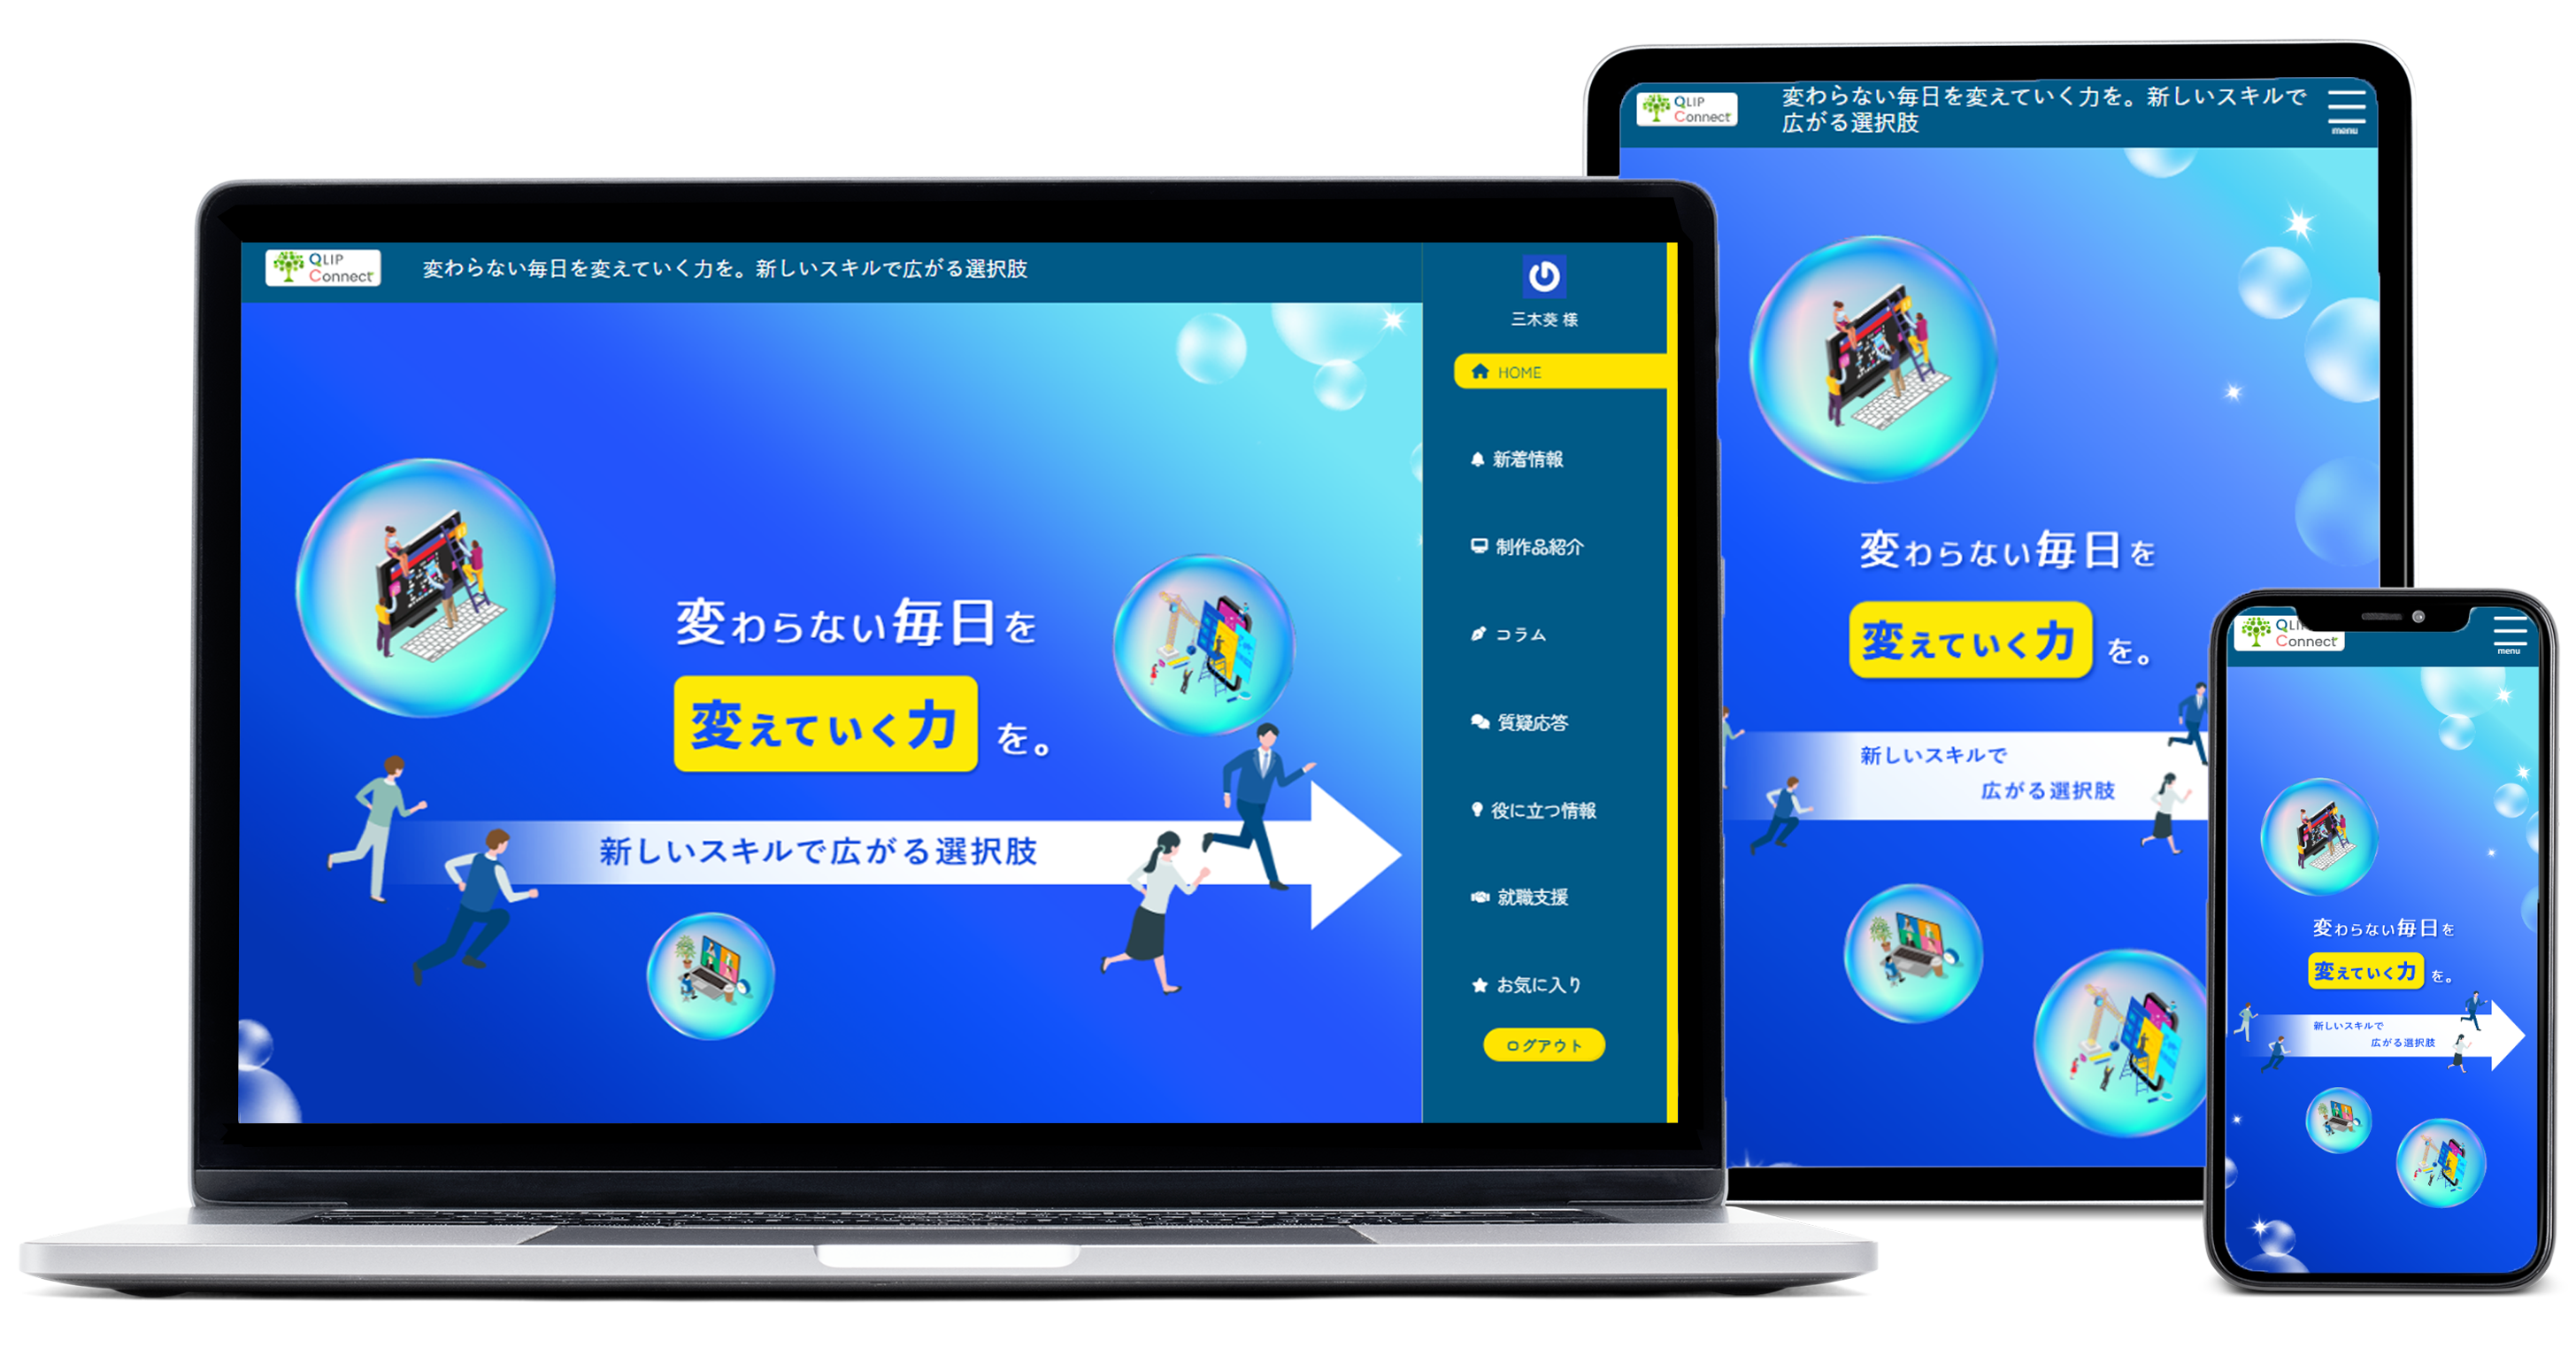 QLIP
Connect
変わらない毎日を変えていく力を。新しいスキルで広がる選択肢
変わらない毎日を
変えていく力を。
新しいスキルで広がる選択肢
三木葵 様
HOME
新着情報
制作品紹介
コラム
質疑応答
役に立つ情報
就職支援
お気に入り
ログアウト
QLIP
Connect
変わらない毎日を変えていく力を。新しいスキルで
広がる選択肢
menu
変わらない毎日を
変えていく力を。
新しいスキルで
広がる選択肢
QLI
Connect
menu
変わらない毎日を
変えていく力を。
新しいスキルで
広がる選択肢